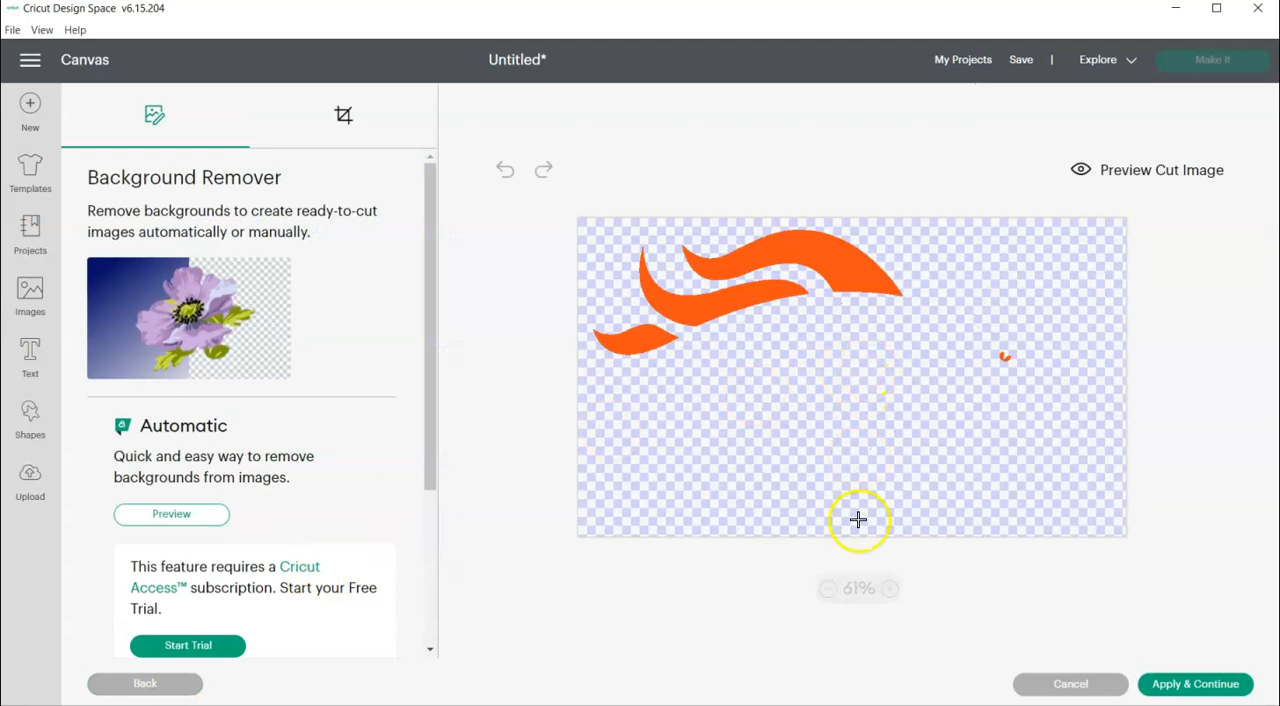 Cricut Design Space v6.15.204
File View Help
Canvas
Untitled*
My Projects Save | Explore Make It
New
Templates
Projects
Images
Text
Shapes
Upload
Background Remover
Remove backgrounds to create ready-to-cut
images automatically or manually.
Automatic
Quick and easy way to remove
backgrounds from images.
Preview
This feature requires a Cricut
Access™ subscription. Start your Free
Trial.
Start Trial
Back
Preview Cut Image
61%
Cancel
Apply & Continue